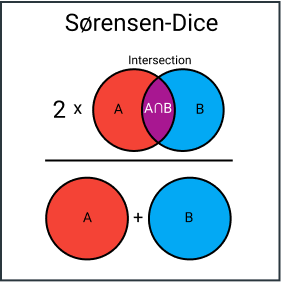 Sørensen-Dice
Intersection
2 x A A∩B B
A + B